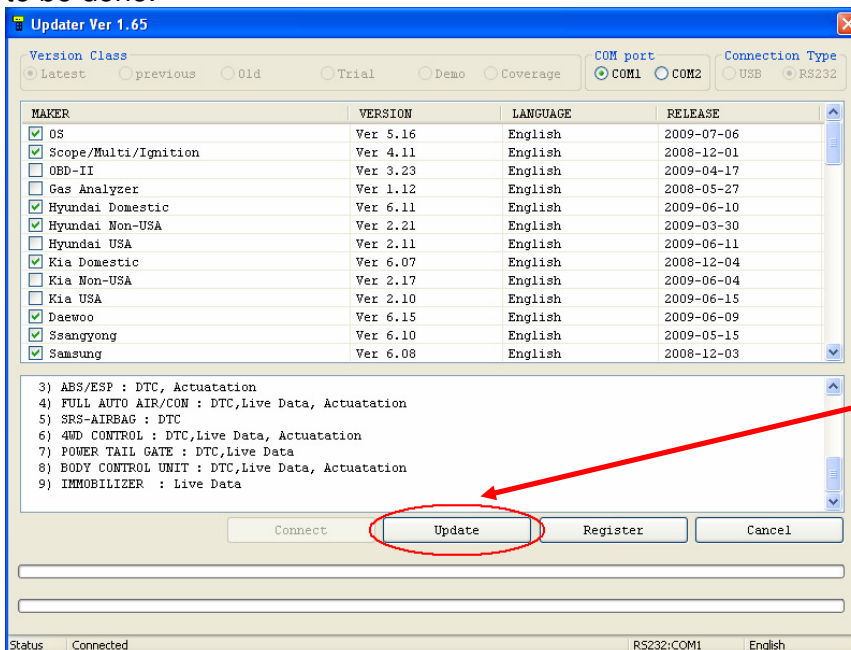 to be done.
Updater Ver 1.65
Version Class
Latest previous Old Trial Demo Coverage
COM port
COM1 COM2
Connection Type
USB RS232
MAKER VERSION LANGUAGE RELEASE
OS Ver 5.16 English 2009-07-06
Scope/Multi/Ignition Ver 4.11 English 2008-12-01
OBD-II Ver 3.23 English 2009-04-17
Gas Analyzer Ver 1.12 English 2008-05-27
Hyundai Domestic Ver 6.11 English 2009-06-10
Hyundai Non-USA Ver 2.21 English 2009-03-30
Hyundai USA Ver 2.11 English 2009-06-11
Kia Domestic Ver 6.07 English 2008-12-04
Kia Non-USA Ver 2.17 English 2009-06-04
Kia USA Ver 2.10 English 2009-06-15
Daewoo Ver 6.15 English 2009-06-09
Ssangyong Ver 6.10 English 2009-05-15
Samsung Ver 6.08 English 2008-12-03
3) ABS/ESP : DTC, Actuatation
4) FULL AUTO AIR/CON : DTC,Live Data, Actuatation
5) SRS-AIRBAG : DTC
6) 4WD CONTROL : DTC,Live Data, Actuatation
7) POWER TAIL GATE : DTC,Live Data
8) BODY CONTROL UNIT : DTC,Live Data, Actuatation
9) IMMOBILIZER : Live Data
Connect Update Register Cancel
Status Connected RS232:COM1 English